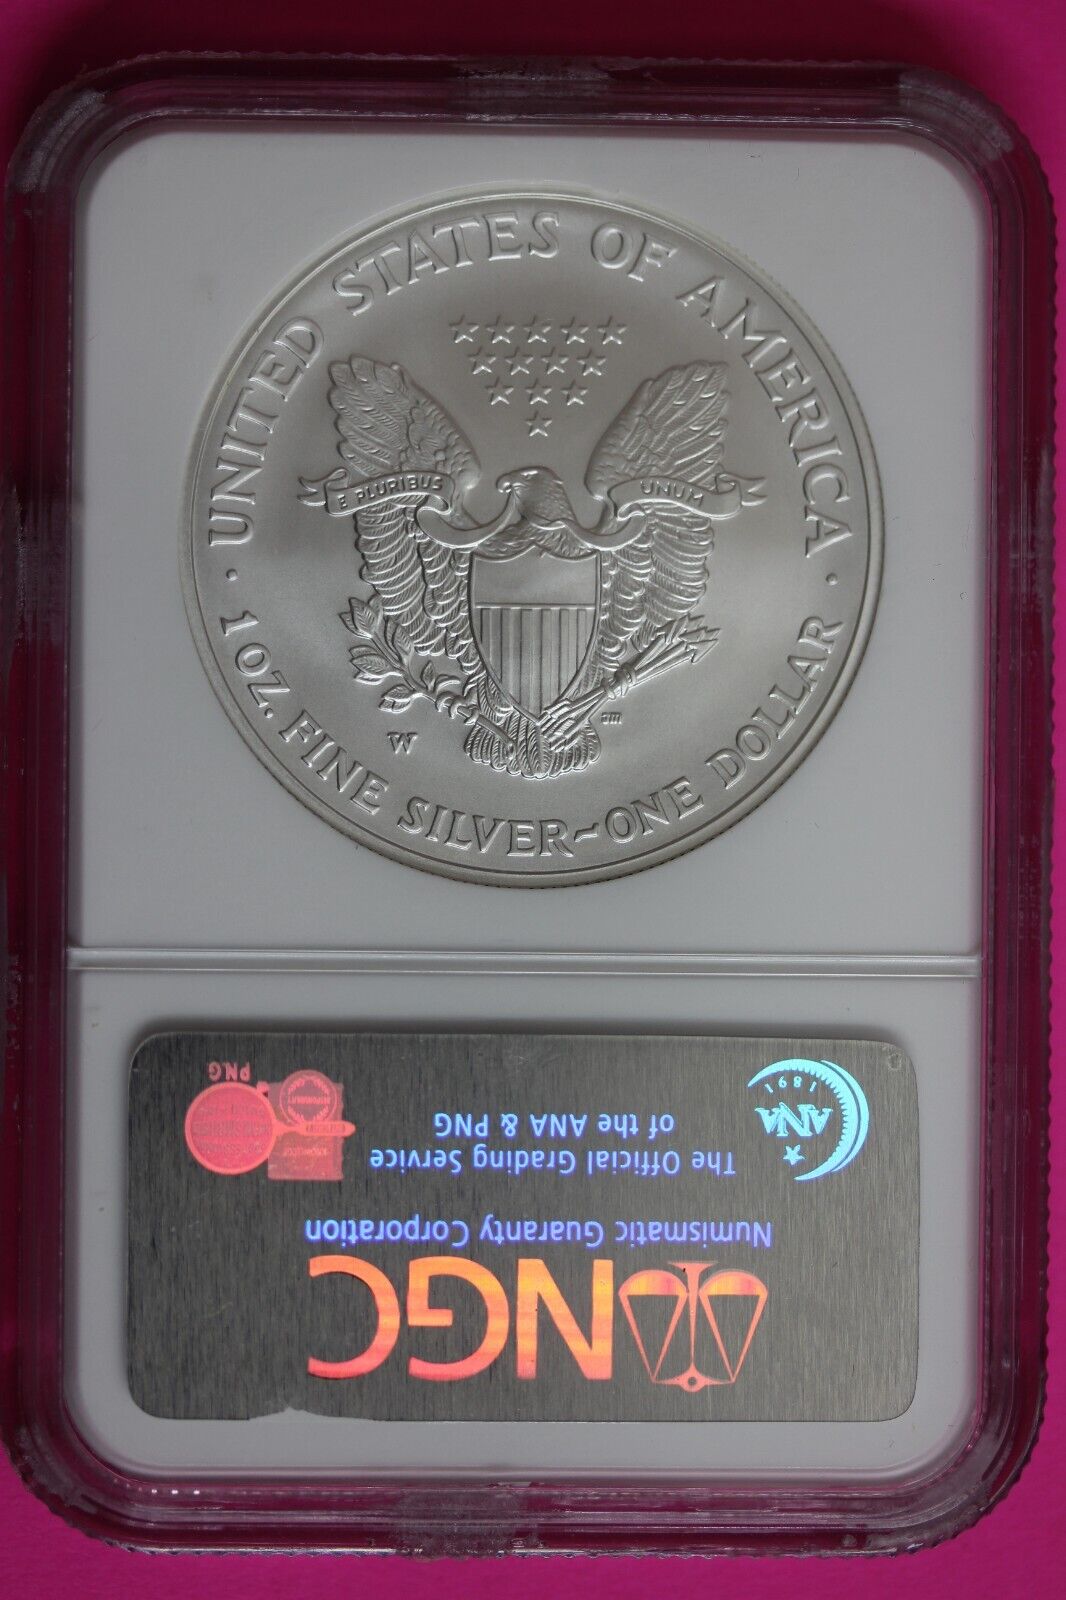 UNITED STATES OF AMERICA
E PLURIBUS UNUM
W
1 OZ. FINE SILVER~ONE DOLLAR
NGC
Numismatic Guaranty Corporation
The Official Grading Service
of the ANA & PNG
ANA
1891
PNG